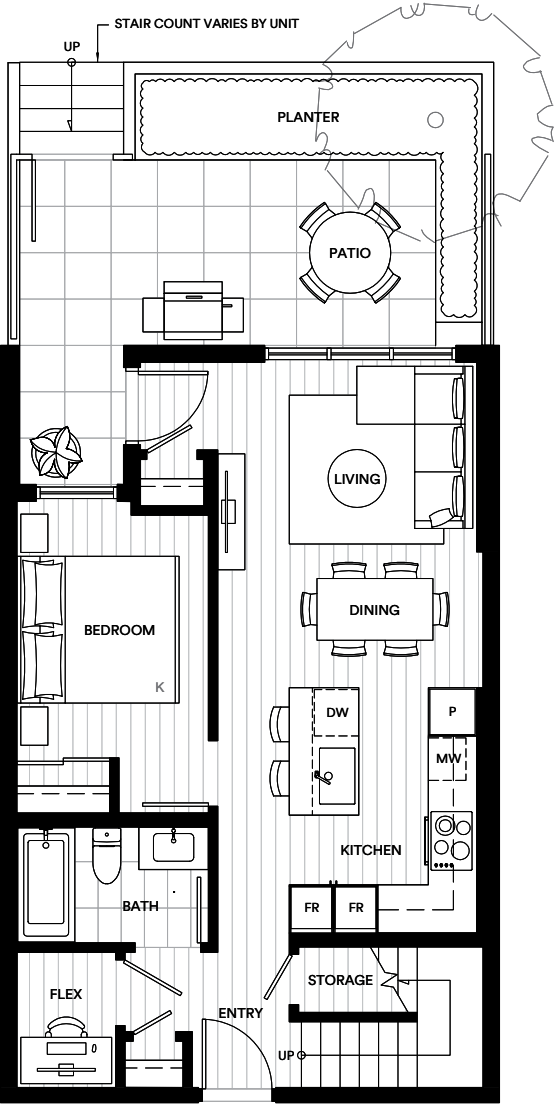 STAIR COUNT VARIES BY UNIT
UP
PLANTER
PATIO
LIVING
DINING
BEDROOM
K
DW
P
MW
KITCHEN
BATH
FR
FR
FLEX
STORAGE
ENTRY
UP